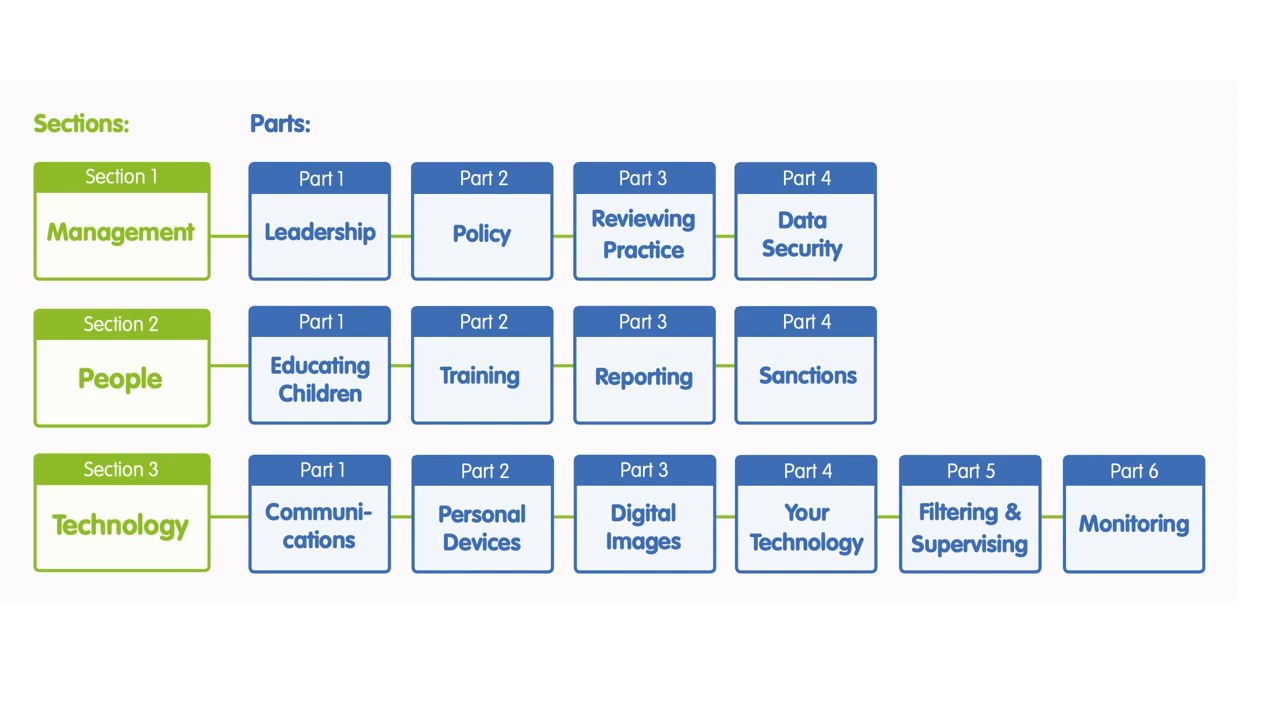 Sections:
Parts:
Section 1
Management
Part 1
Leadership
Part 2
Policy
Part 3
Reviewing
Practice
Part 4
Data
Security
Section 2
People
Part 1
Educating
Children
Part 2
Training
Part 3
Reporting
Part 4
Sanctions
Section 3
Technology
Part 1
Communi-
cations
Part 2
Personal
Devices
Part 3
Digital
Images
Part 4
Your
Technology
Part 5
Filtering &
Supervising
Part 6
Monitoring